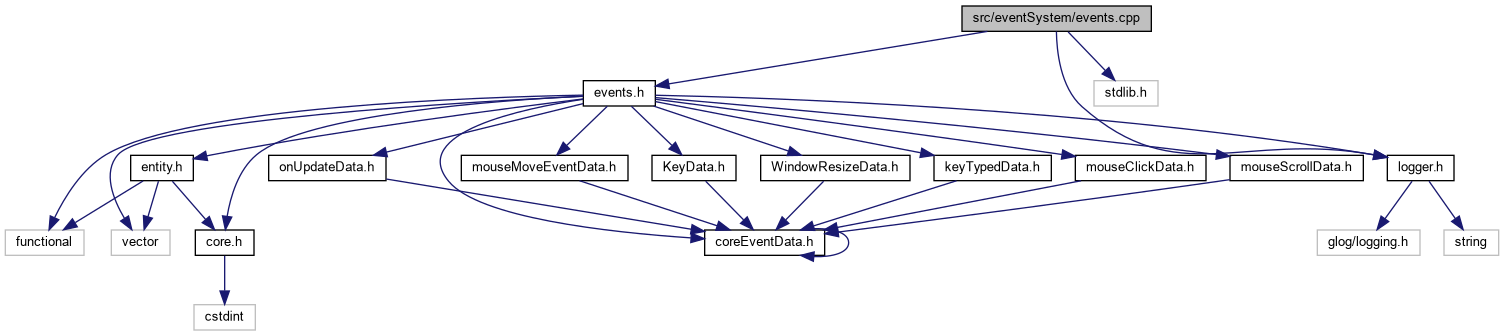 src/eventSystem/events.cpp
events.h
stdlib.h
entity.h
onUpdateData.h
mouseMoveEventData.h
KeyData.h
WindowResizeData.h
keyTypedData.h
mouseClickData.h
mouseScrollData.h
logger.h
functional
vector
core.h
coreEventData.h
glog/logging.h
string
cstdint